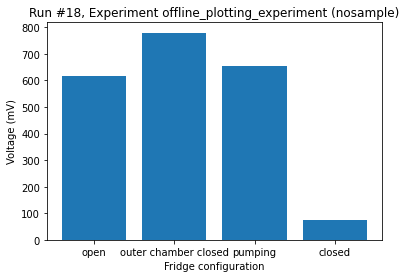 Run #18, Experiment offline_plotting_experiment (nosample)
800
700
600
500
400
300
200
100
0
Voltage (mV)
open outer chamber closed pumping closed
Fridge configuration